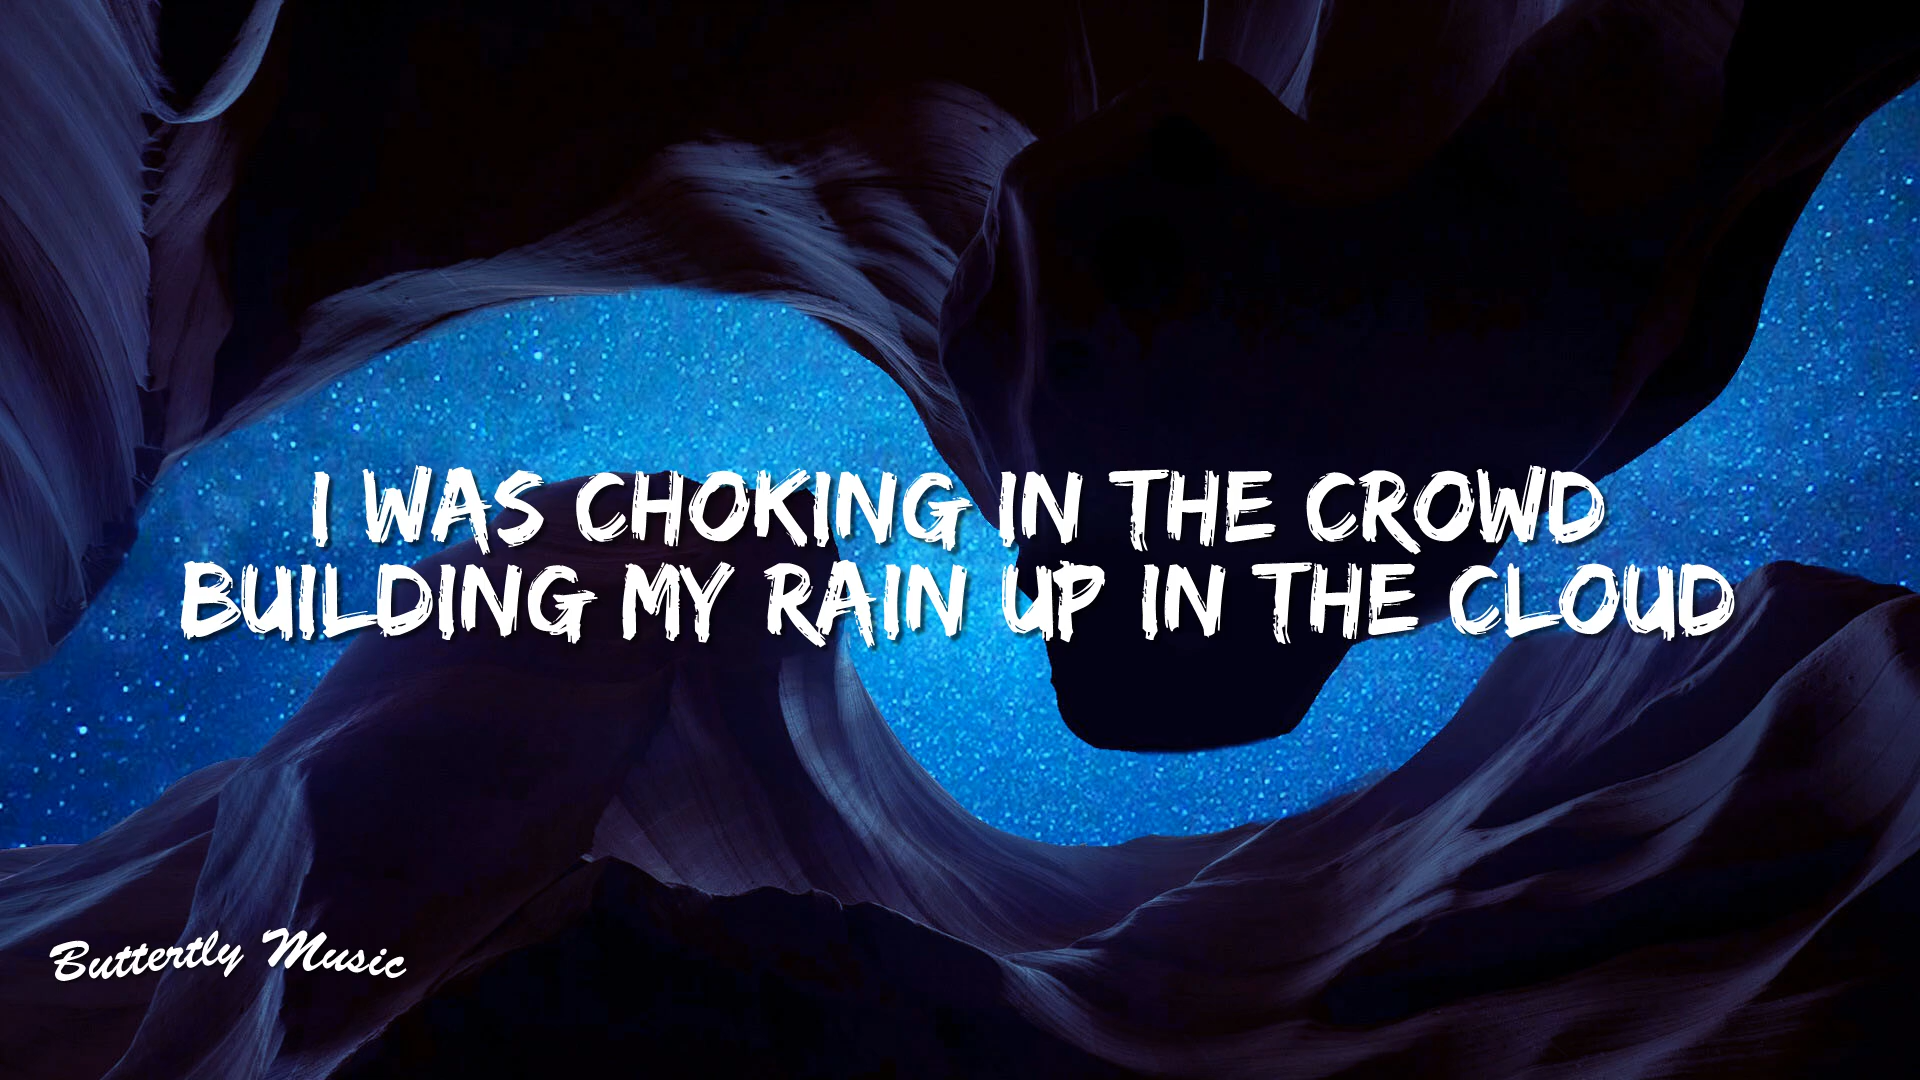 I WAS CHOKING IN THE CROWD
BUILDING MY RAIN UP IN THE CLOUD
Buttertly Music